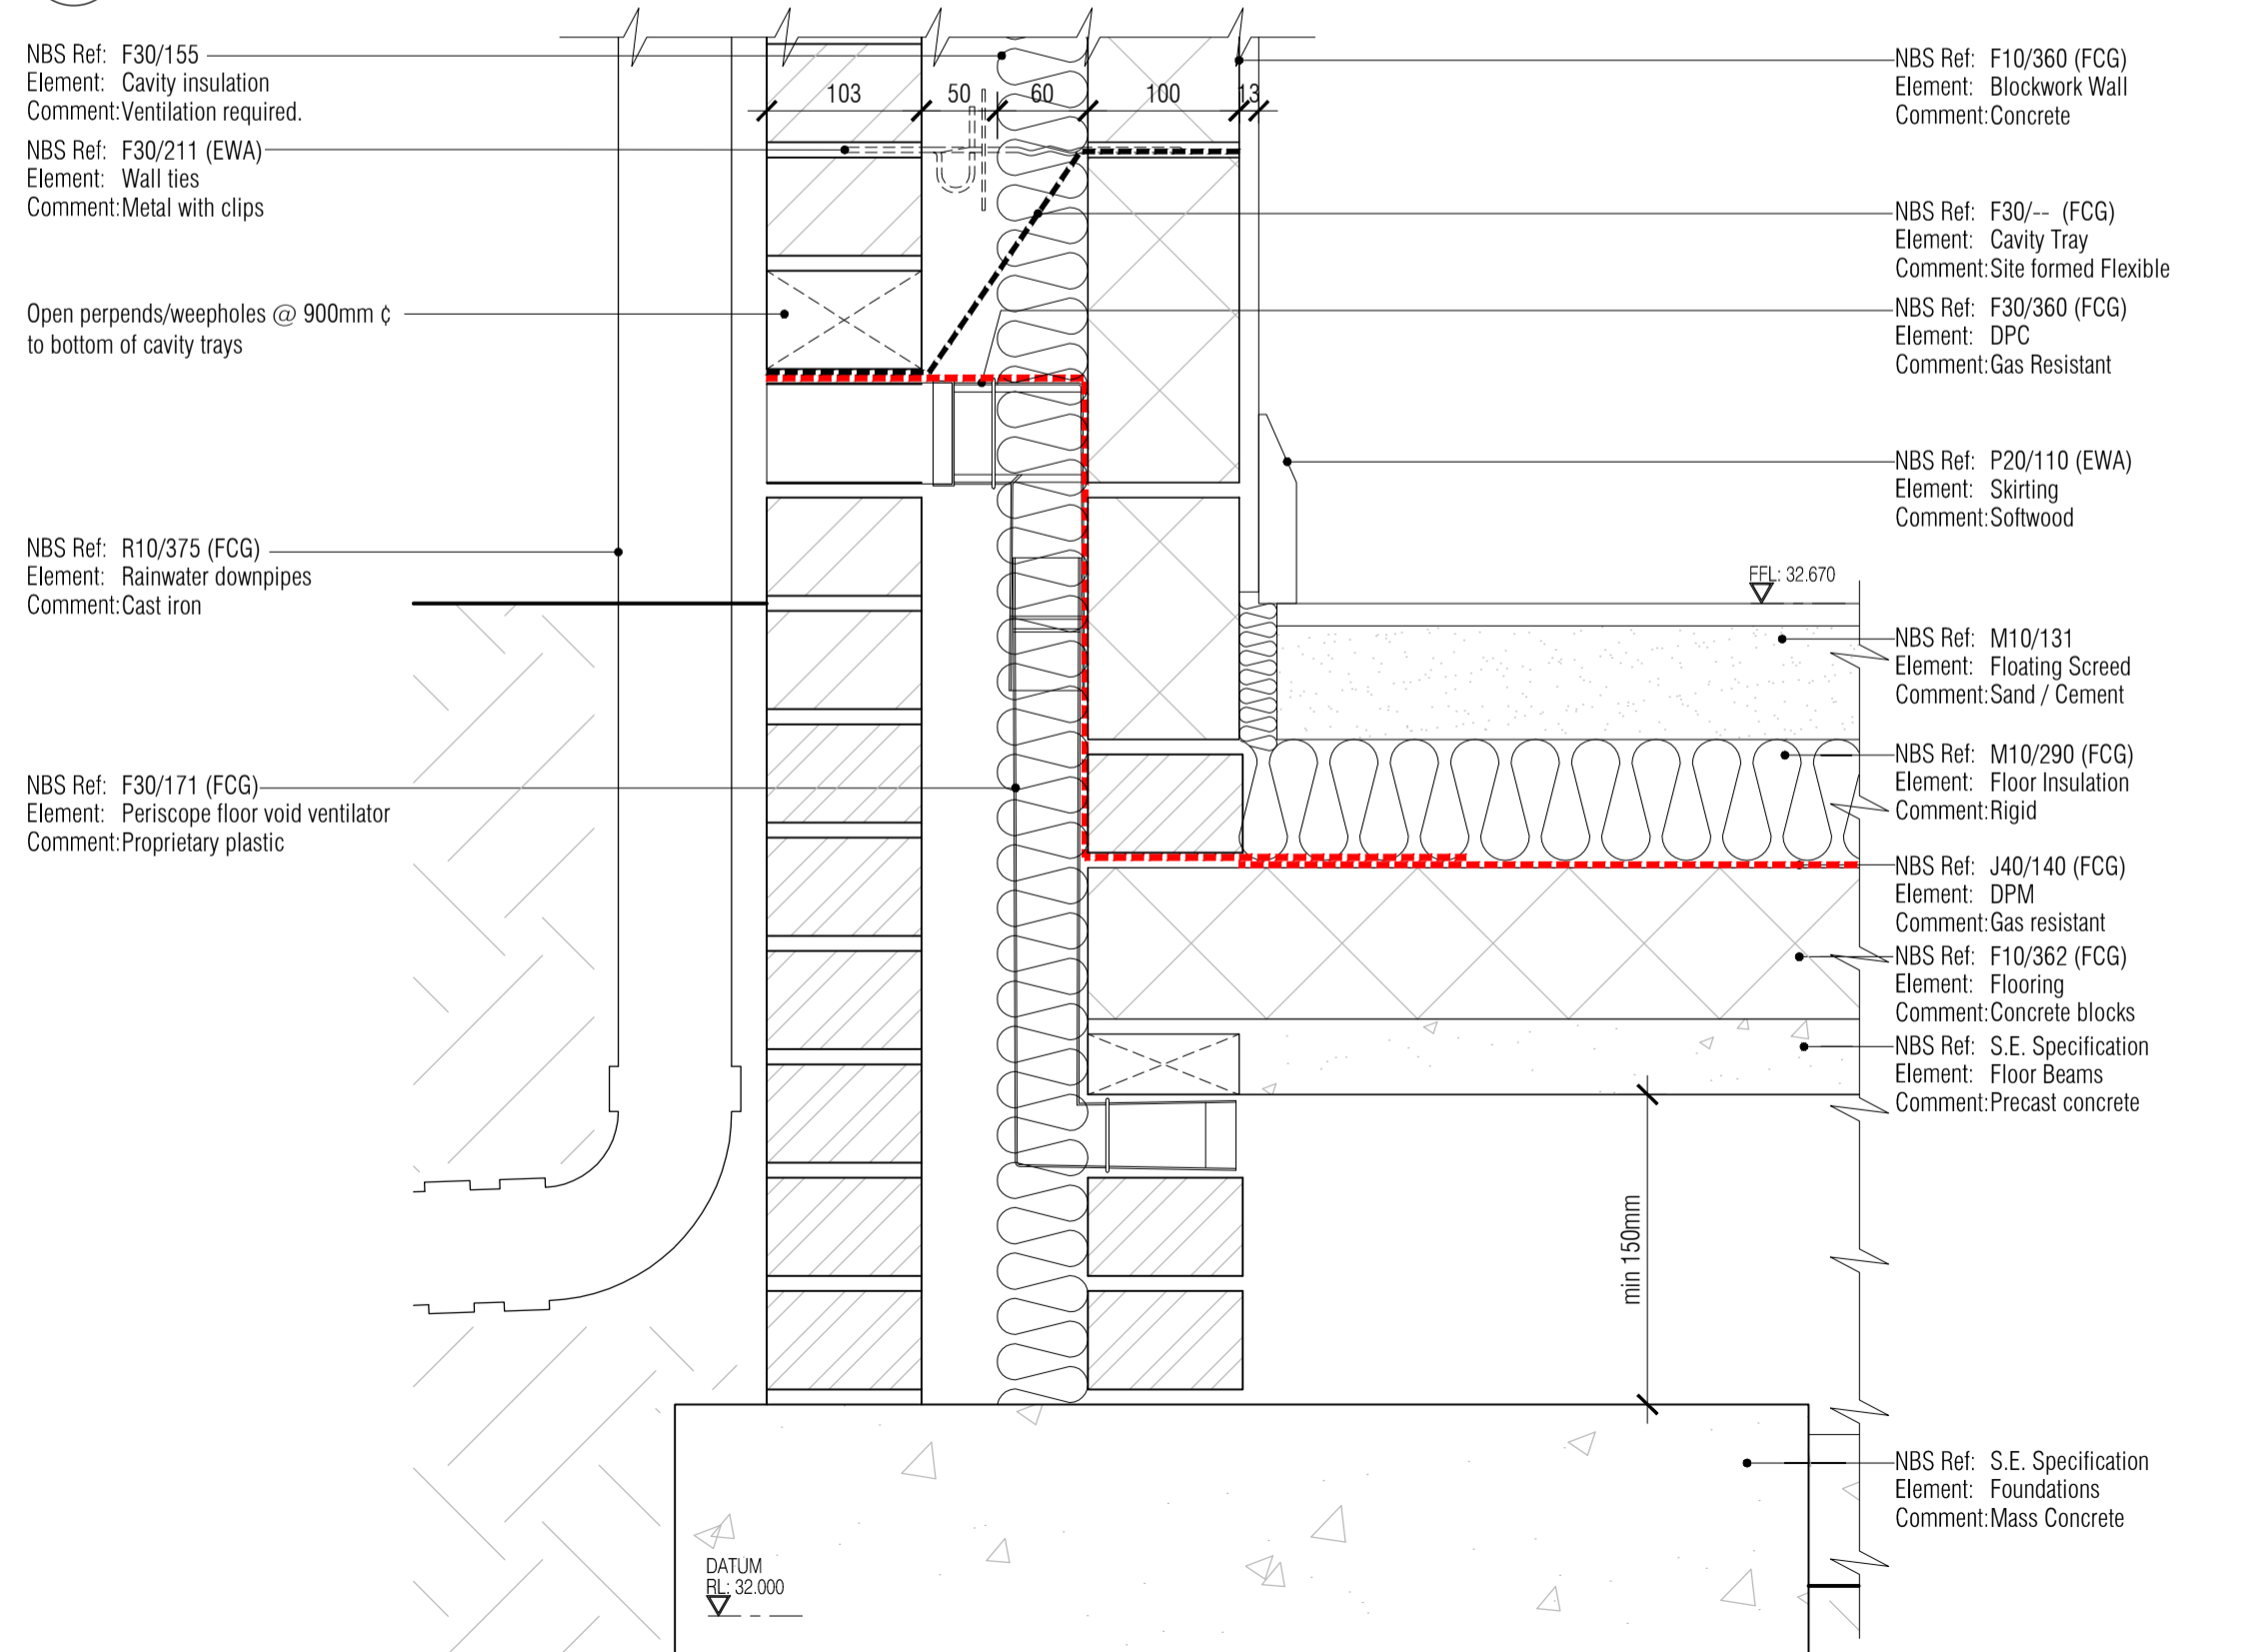 NBS Ref: F30/155
Element: Cavity insulation
Comment: Ventilation required.
NBS Ref: F30/211 (EWA)
Element: Wall ties
Comment: Metal with clips
Open perpends/weepholes @ 900mm ¢
to bottom of cavity trays
NBS Ref: R10/375 (FCG)
Element: Rainwater downpipes
Comment: Cast iron
NBS Ref: F30/171 (FCG)
Element: Periscope floor void ventilator
Comment: Proprietary plastic
103 50 60 100 13
FFL: 32.670
min 150mm
DATUM
RL: 32.000
NBS Ref: F10/360 (FCG)
Element: Blockwork Wall
Comment: Concrete
NBS Ref: F30/-- (FCG)
Element: Cavity Tray
Comment: Site formed Flexible
NBS Ref: F30/360 (FCG)
Element: DPC
Comment: Gas Resistant
NBS Ref: P20/110 (EWA)
Element: Skirting
Comment: Softwood
NBS Ref: M10/131
Element: Floating Screed
Comment: Sand / Cement
NBS Ref: M10/290 (FCG)
Element: Floor Insulation
Comment: Rigid
NBS Ref: J40/140 (FCG)
Element: DPM
Comment: Gas resistant
NBS Ref: F10/362 (FCG)
Element: Flooring
Comment: Concrete blocks
NBS Ref: S.E. Specification
Element: Floor Beams
Comment: Precast concrete
NBS Ref: S.E. Specification
Element: Foundations
Comment: Mass Concrete